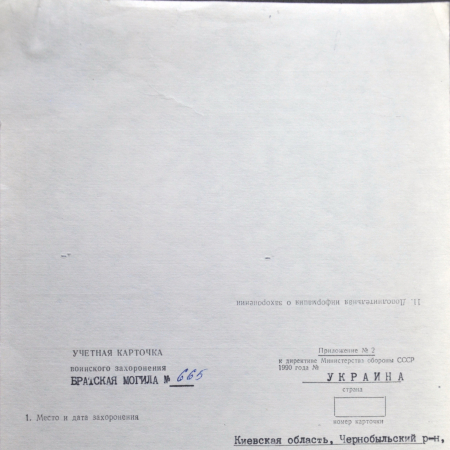 11. Дополнительная информация о захоронении
УЧЕТНАЯ КАРТОЧКА
воинского захоронения
БРАТСКАЯ МОГИЛА № 665
Приложение № 2
к директиве Министерства обороны СССР
1990 года №
УКРАИНА
страна
номер карточки
1. Место и дата захоронения
Киевская область, Чернобыльский р-н,